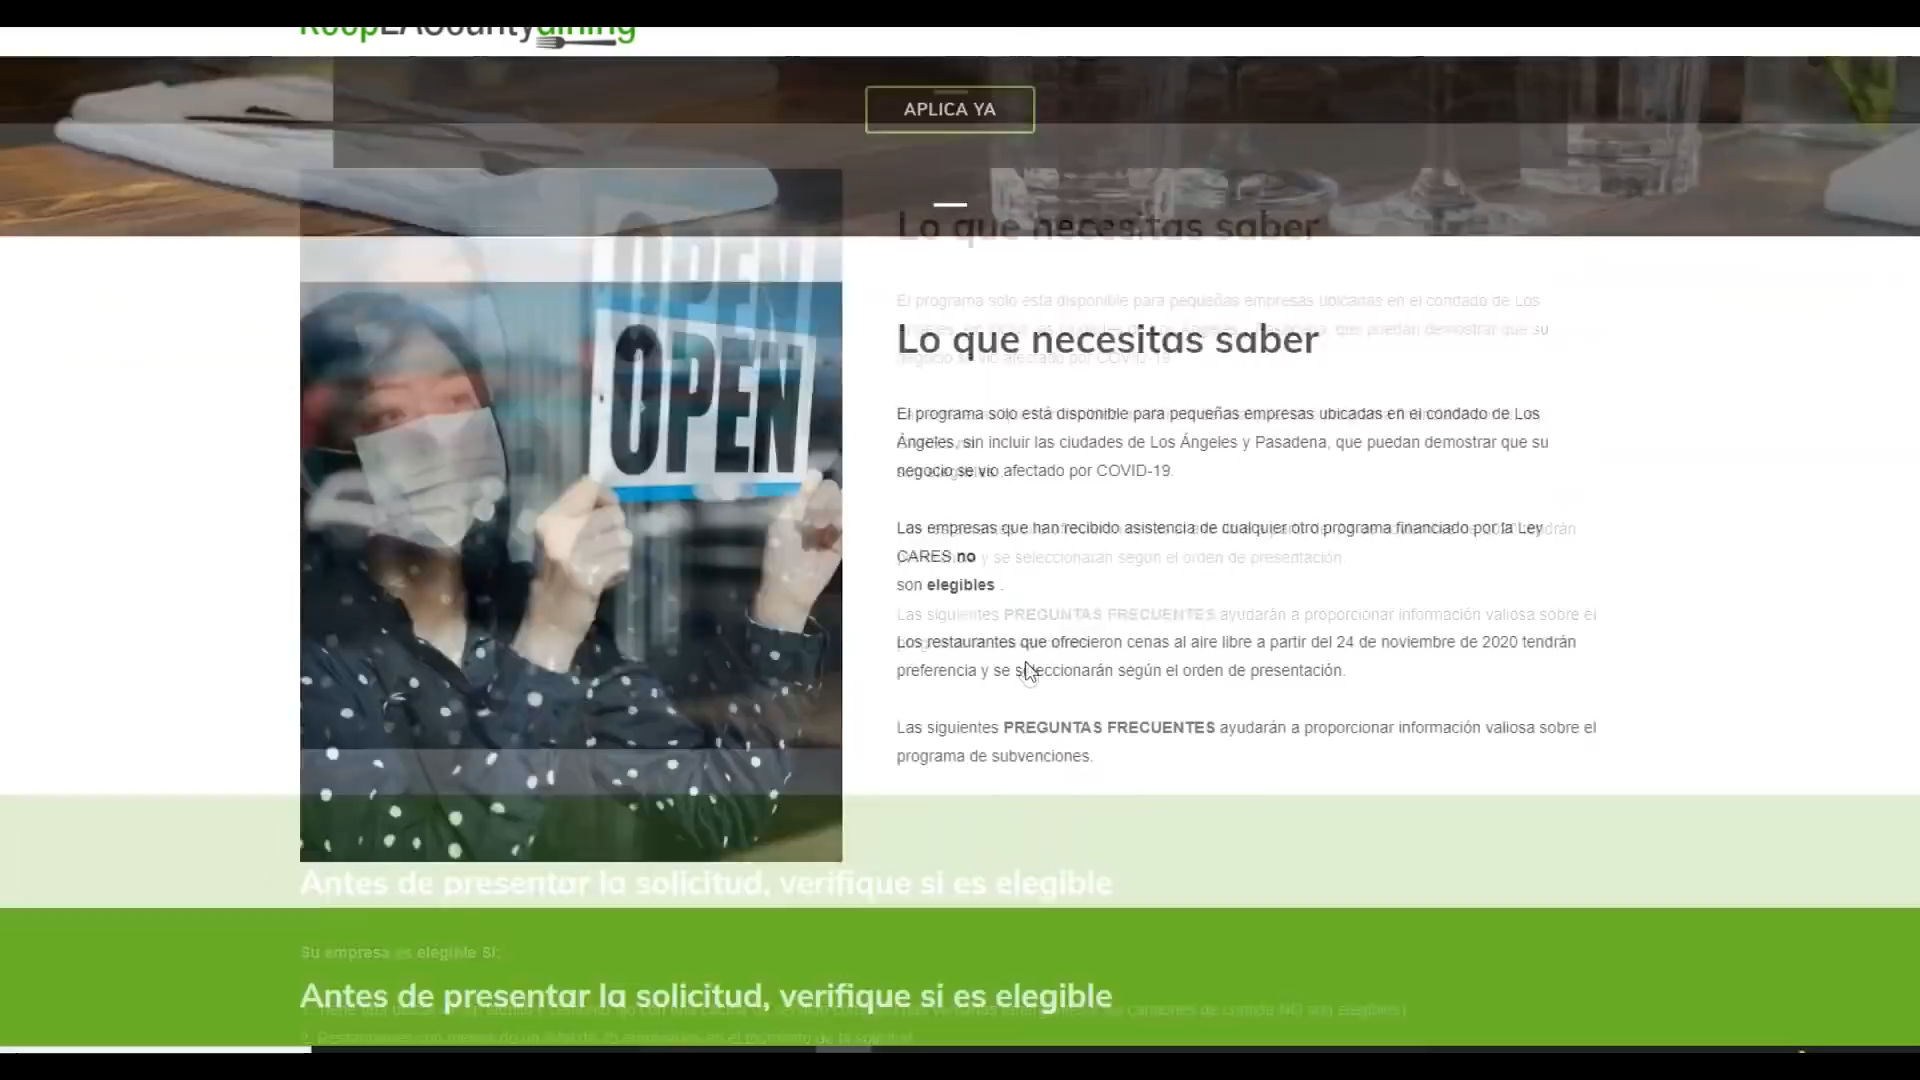 APLICA YA
OPEN
Lo que necesitas saber
El programa solo está disponible para pequeñas empresas ubicadas en el condado de Los
Ángeles, sin incluir las ciudades de Los Ángeles y Pasadena, que puedan demostrar que su
negocio se vio afectado por COVID-19.
Las empresas que han recibido asistencia de cualquier otro programa financiado por la Ley
CARES no
son elegibles .
Los restaurantes que ofrecieron cenas al aire libre a partir del 24 de noviembre de 2020 tendrán
preferencia y se seleccionarán según el orden de presentación.
Las siguientes PREGUNTAS FRECUENTES ayudarán a proporcionar información valiosa sobre el
programa de subvenciones.
Su empresa es elegible SI:
Antes de presentar la solicitud, verifique si es elegible